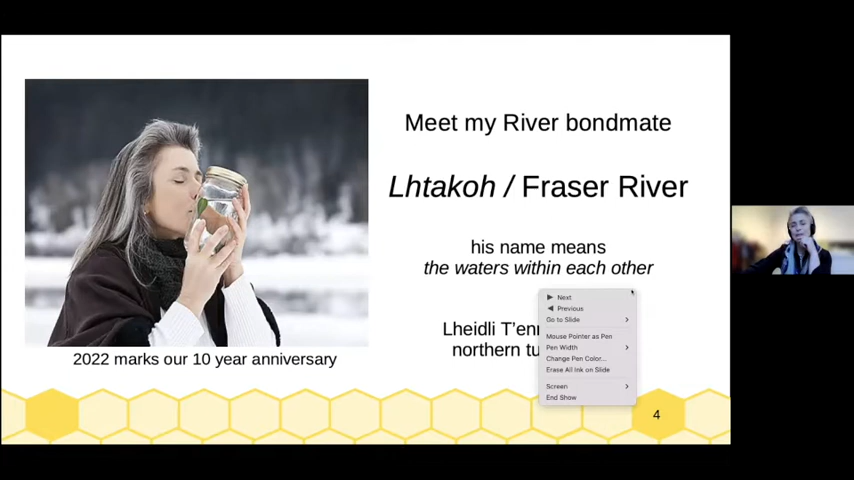 Meet my River bondmate
Lhtakoh / Fraser River
his name means
the waters within each other
Lheidli T'en
northern tu
2022 marks our 10 year anniversary
4
Next
Previous
Go to Slide
Mouse Pointer as Pen
Pen Width
Change Pen Color...
Erase All Ink on Slide
Screen
End Show